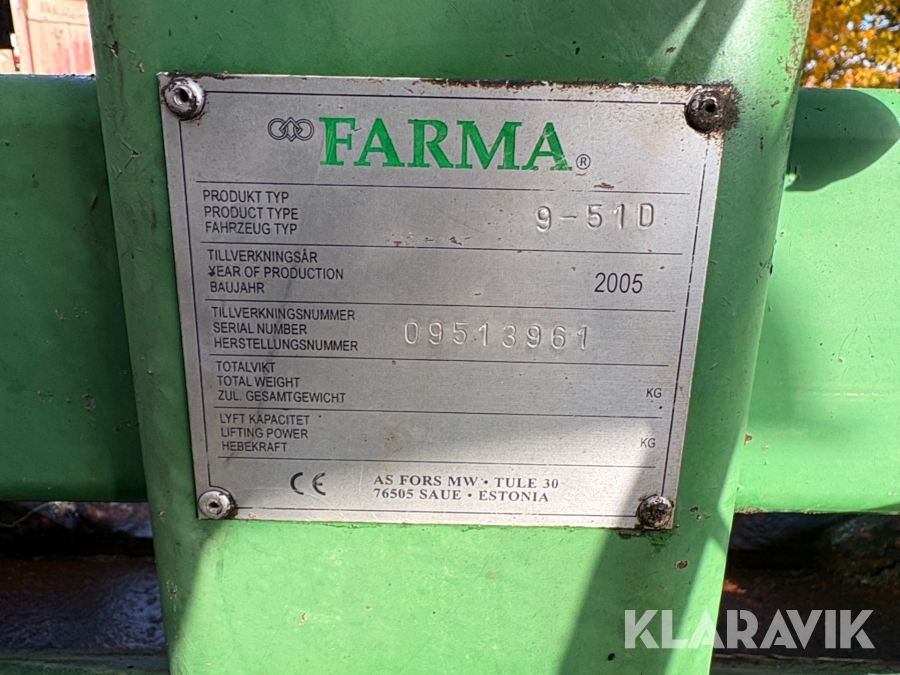 FARMA®
PRODUKT TYP
PRODUCT TYPE
FAHRZEUG TYP
9-51D
TILLVERKNINGSÅR
YEAR OF PRODUCTION
BAUJAHR
2005
TILLVERKNINGSNUMMER
SERIAL NUMBER
HERSTELLUNGSNUMMER
09513961
TOTALVIKT
TOTAL WEIGHT
ZUL. GESAMTGEWICHT
KG
LYFT KAPACITET
LIFTING POWER
HEBEKRAFT
KG
CE
AS FORS MW · TULE 30
76505 SAUE · ESTONIA
KLARAVIK